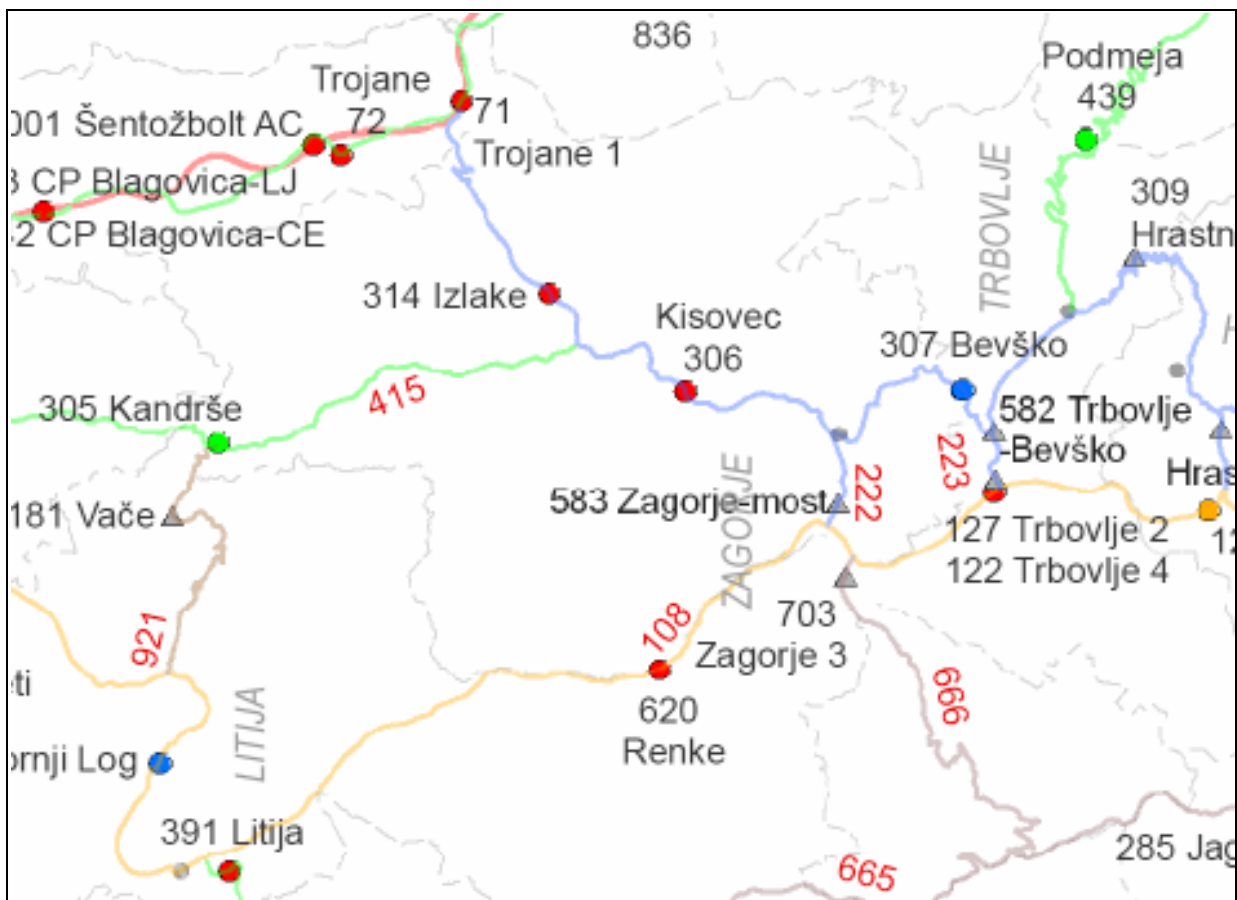 836
Podmeja
439
Trojane
72
71
001 Šentožbolt AC
Trojane 1
3 CP Blagovica-LJ
2 CP Blagovica-CE
TRBOVLJE
309
Hrastn
314 Izlake
Kisovec
306
307 Bevško
415
305 Kandrše
582 Trbovlje
-Bevško
223
222
ZAGORJE
583 Zagorje-most
181 Vače
Hras
127 Trbovlje 2
12
122 Trbovlje 4
921
108
703
Zagorje 3
666
eti
LITIJA
620
Renke
ornji Log
391 Litija
665
285 Jag